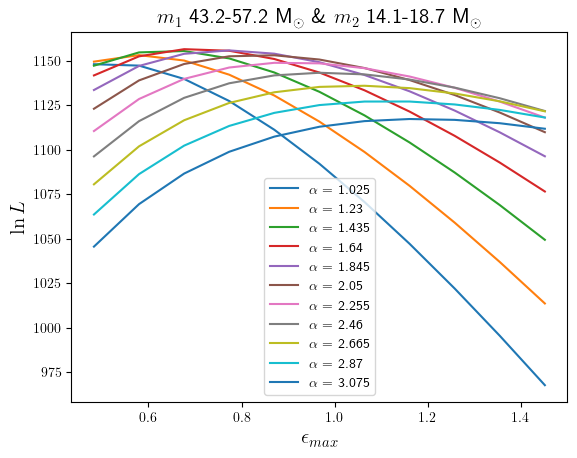 m₁ 43.2-57.2 M⊙ & m₂ 14.1-18.7 M⊙
ln L
1150
1125
1100
1075
1050
1025
1000
975
α = 1.025
α = 1.23
α = 1.435
α = 1.64
α = 1.845
α = 2.05
α = 2.255
α = 2.46
α = 2.665
α = 2.87
α = 3.075
0.6 0.8 1.0 1.2 1.4
ϵmax